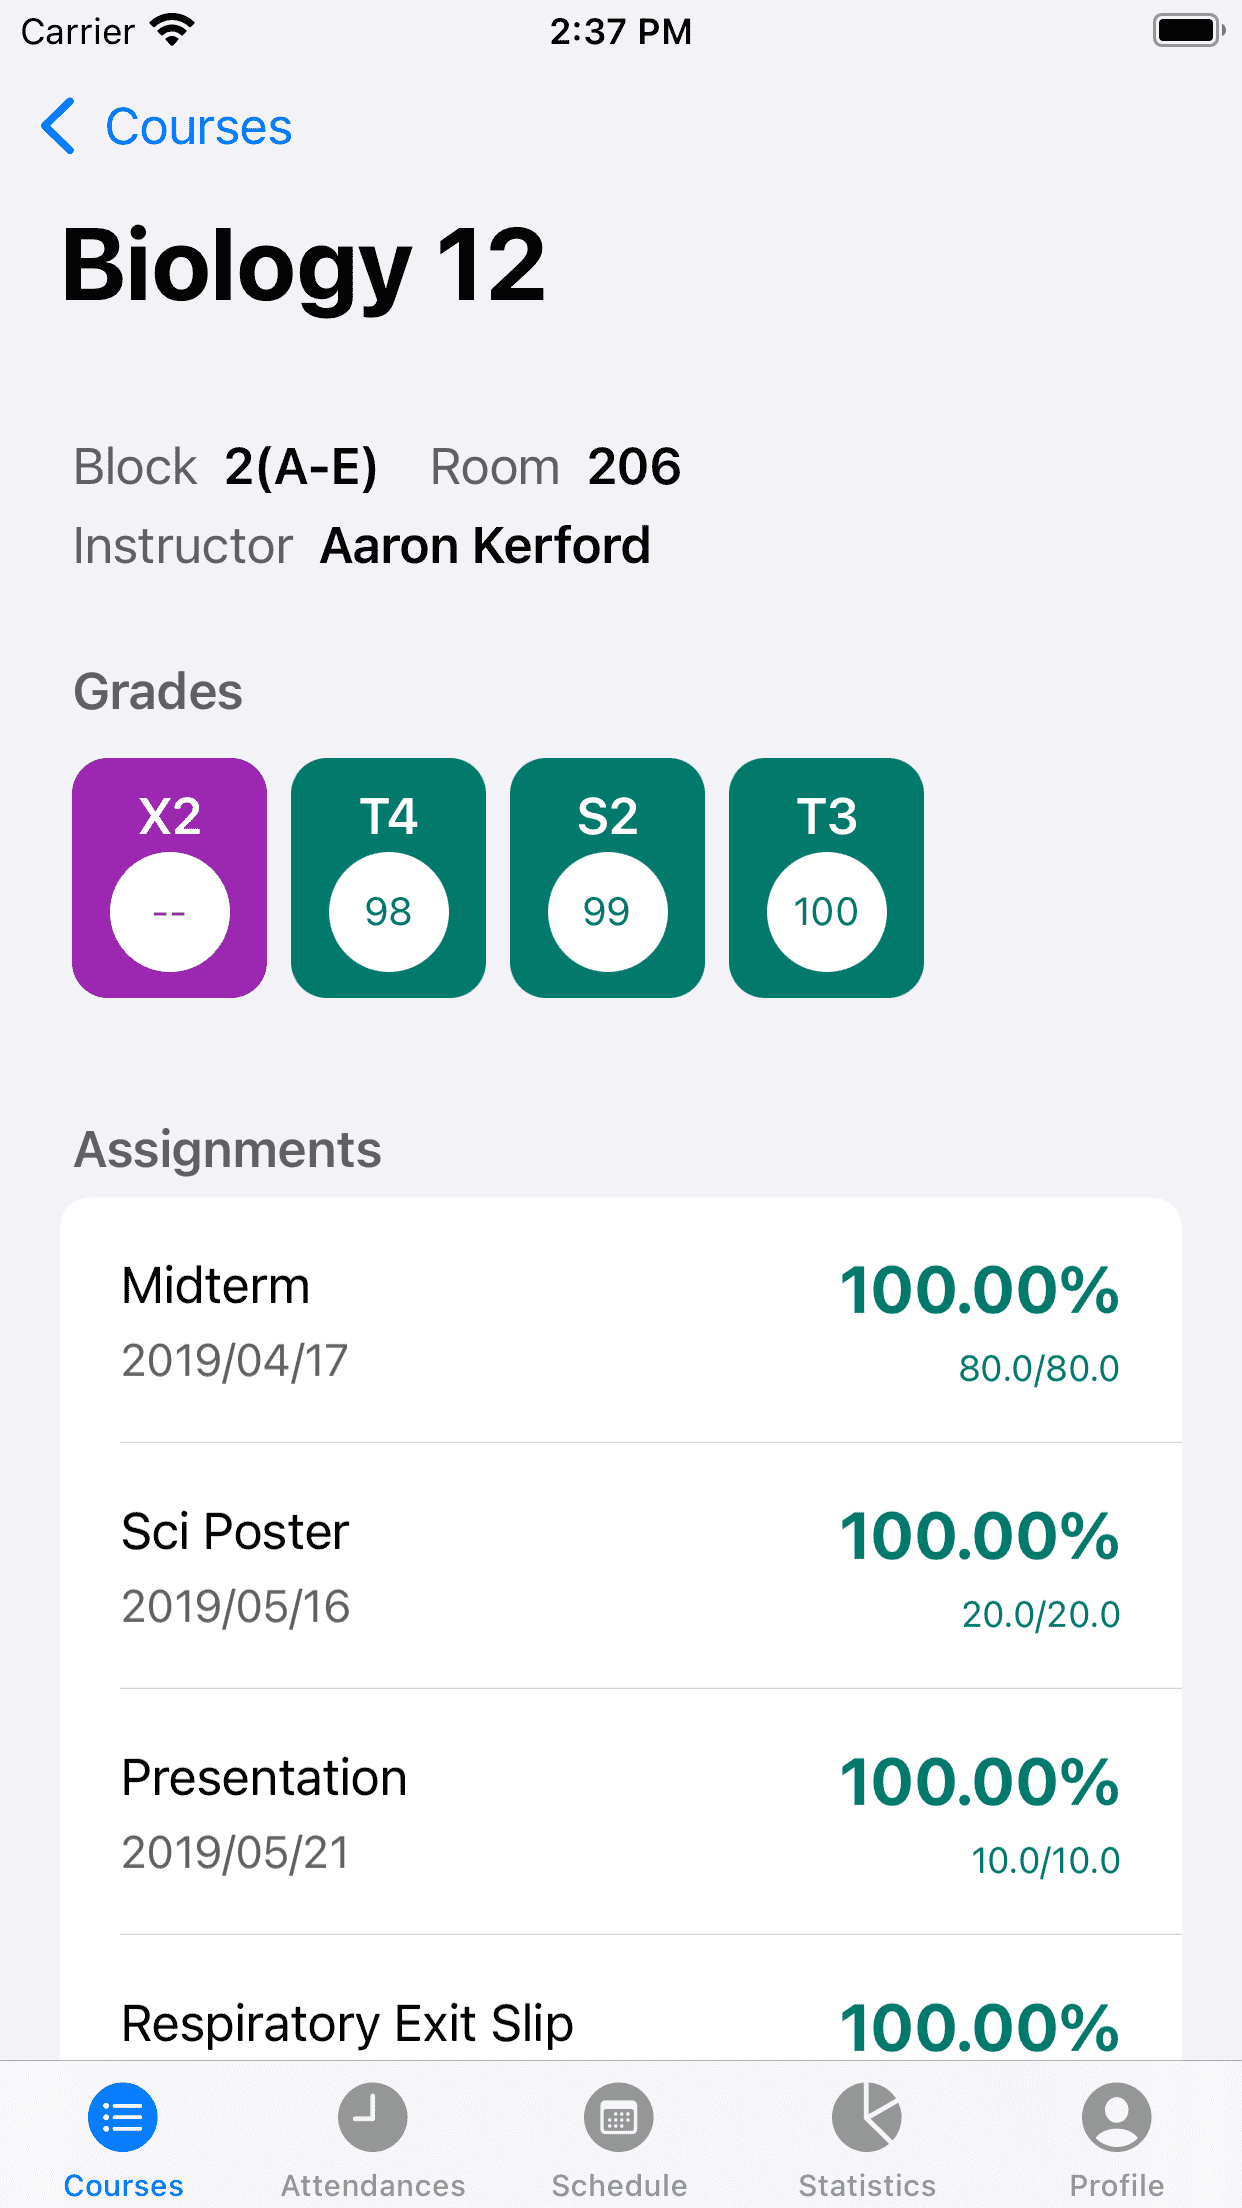 Carrier 2:37 PM
Courses
Biology 12
Block 2(A-E) Room 206
Instructor Aaron Kerford
Grades
X2 T4 S2 T3
-- 98 99 100
Assignments
Midterm 100.00%
2019/04/17 80.0/80.0
Sci Poster 100.00%
2019/05/16 20.0/20.0
Presentation 100.00%
2019/05/21 10.0/10.0
Respiratory Exit Slip 100.00%
Courses Attendances Schedule Statistics Profile